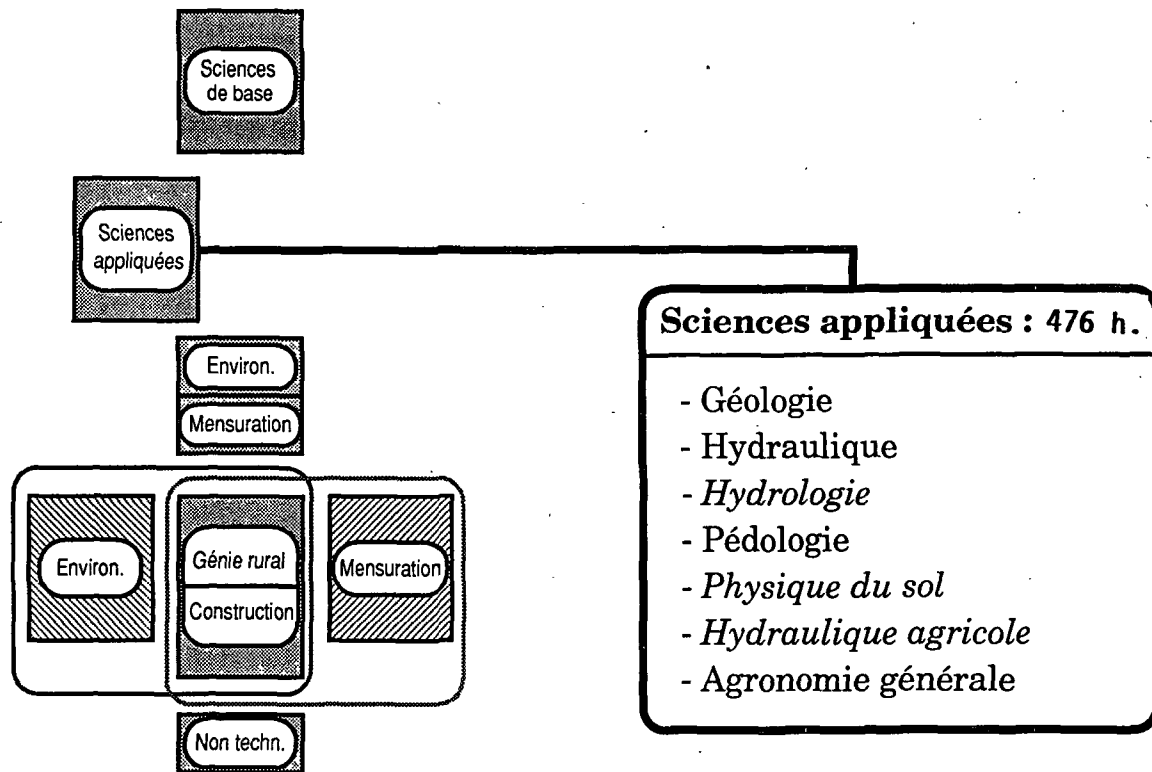 Sciences
de base
Sciences
appliquées
Environ.
Mensuration
Environ.
Génie rural
Construction
Mensuration
Non techn.
Sciences appliquées : 476 h.
- Géologie
- Hydraulique
- Hydrologie
- Pédologie
- Physique du sol
- Hydraulique agricole
- Agronomie générale